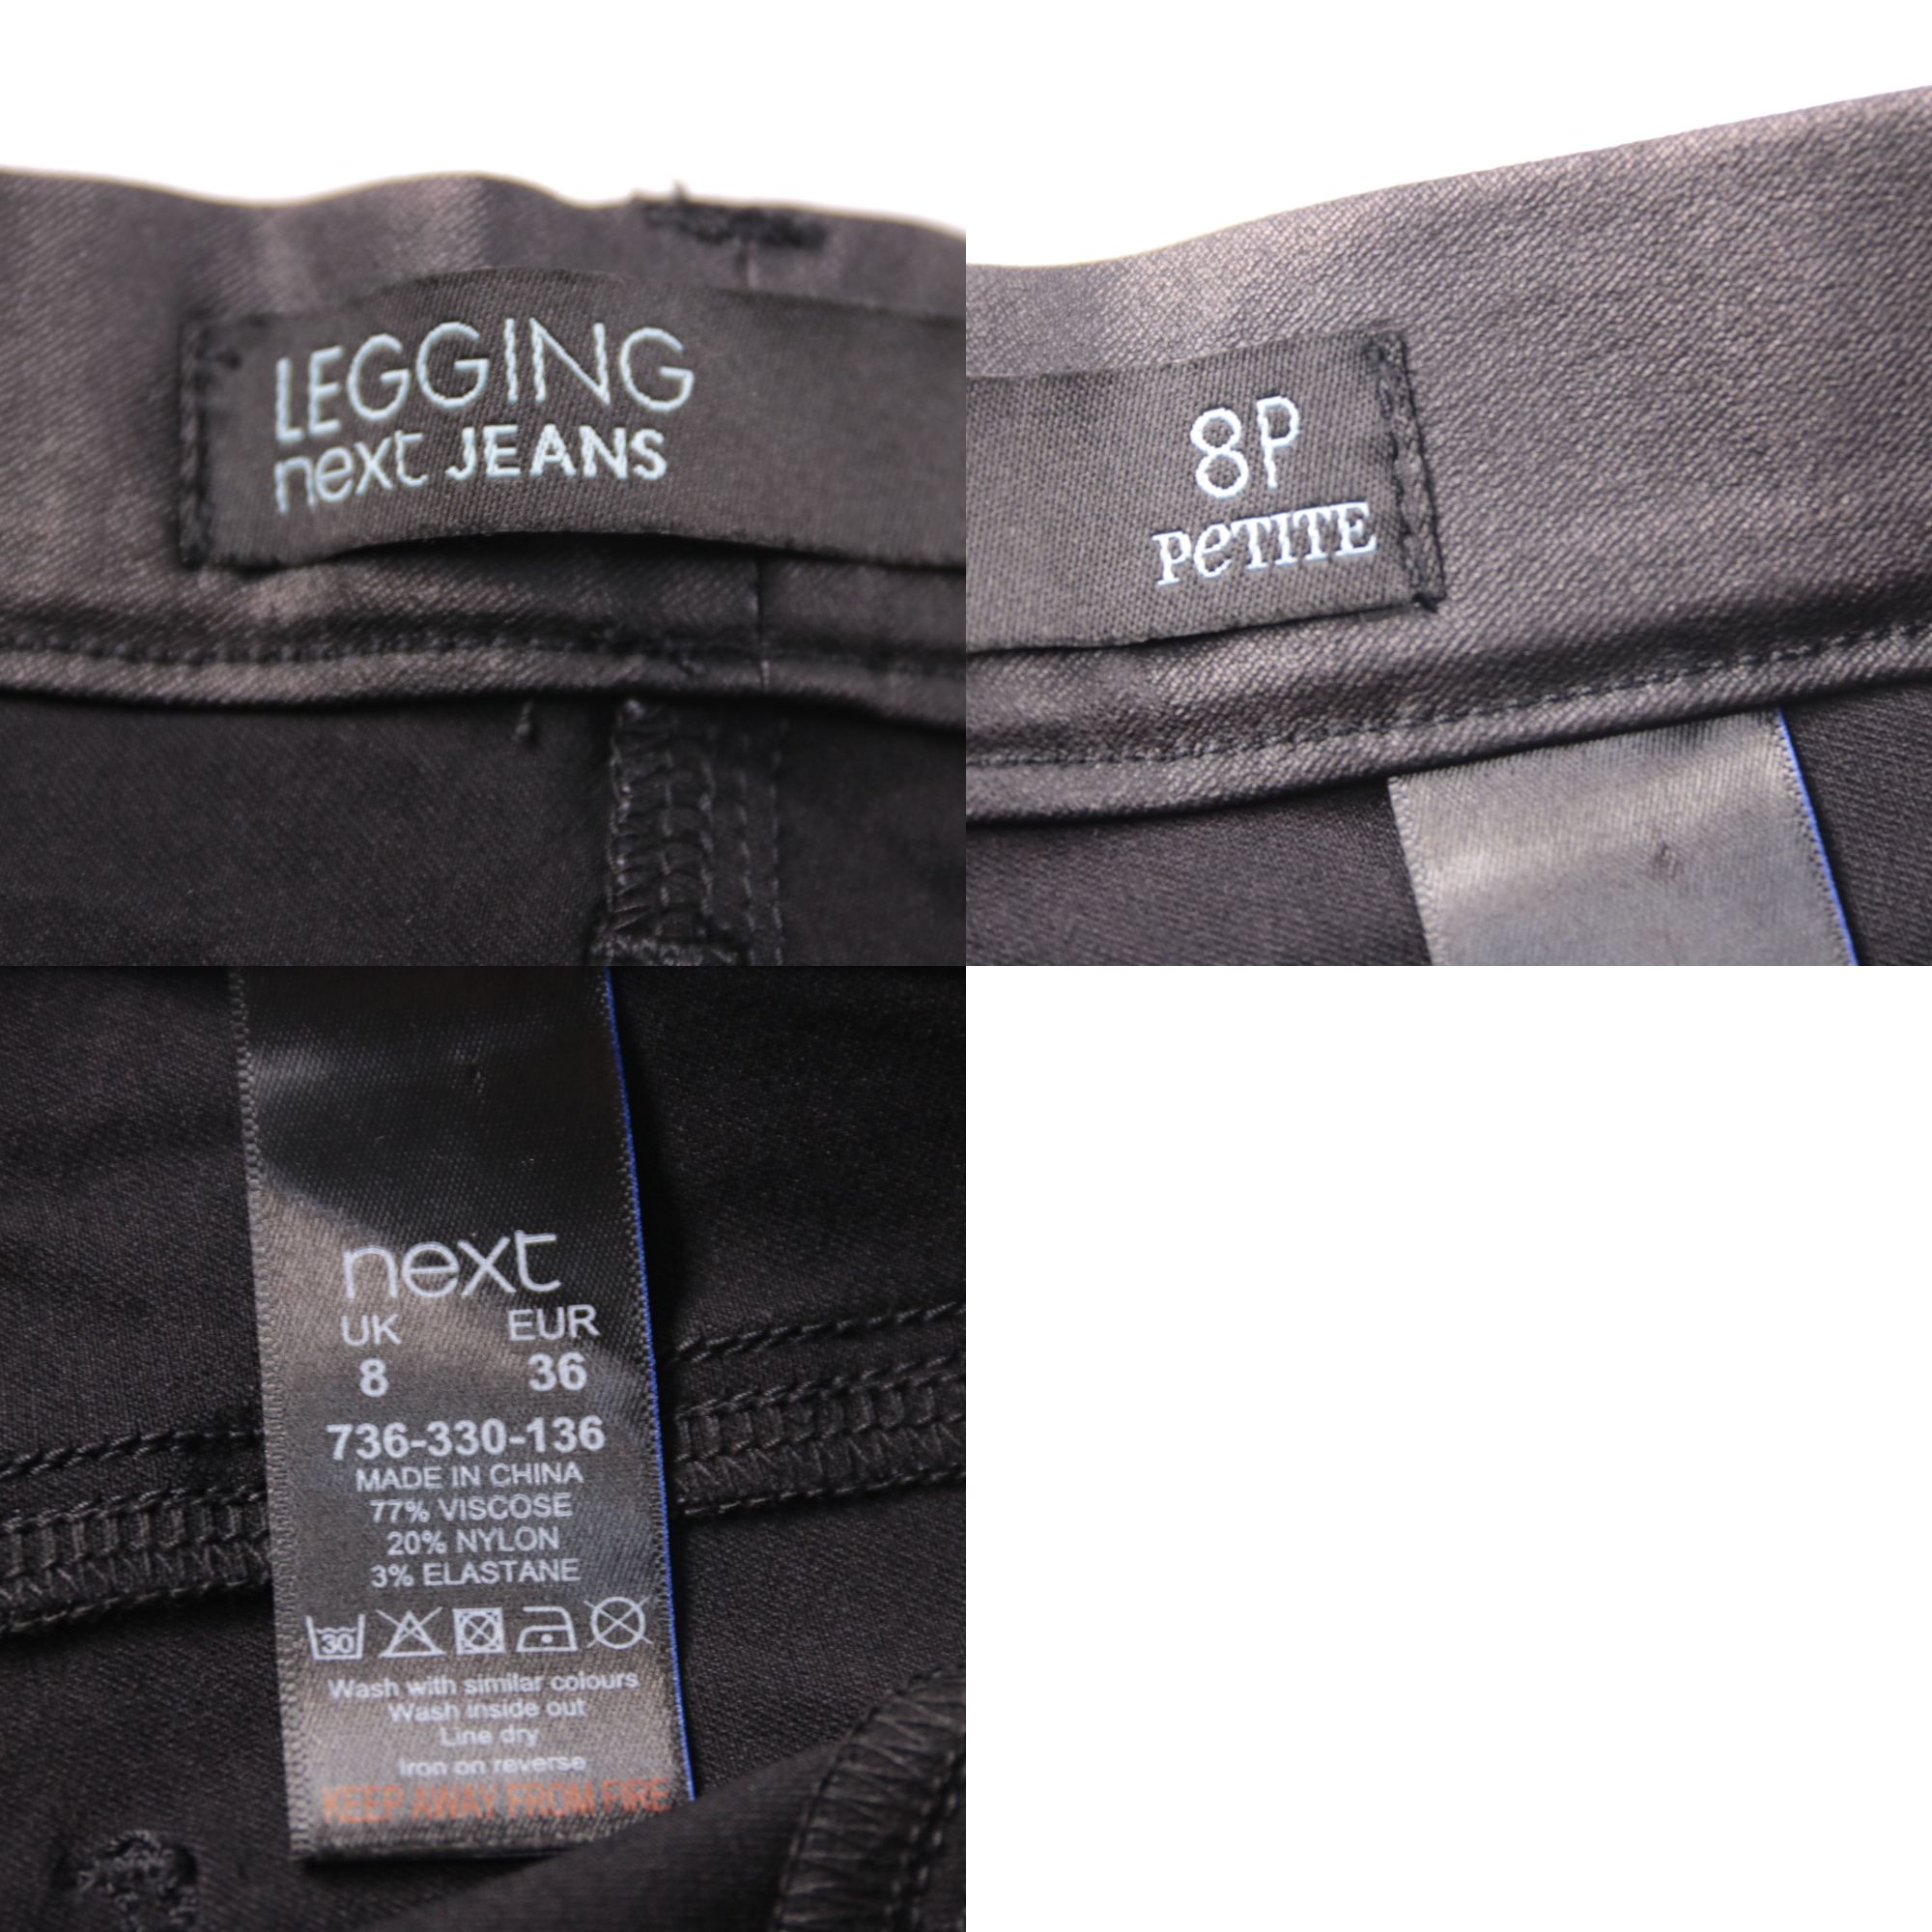 LEGGING
next JEANS
8P
PeTITE
next
UK EUR
8 36
736-330-136
MADE IN CHINA
77% VISCOSE
20% NYLON
3% ELASTANE
30
Wash with similar colours
Wash inside out
Line dry
Iron on reverse
KEEP AWAY FROM FIRE